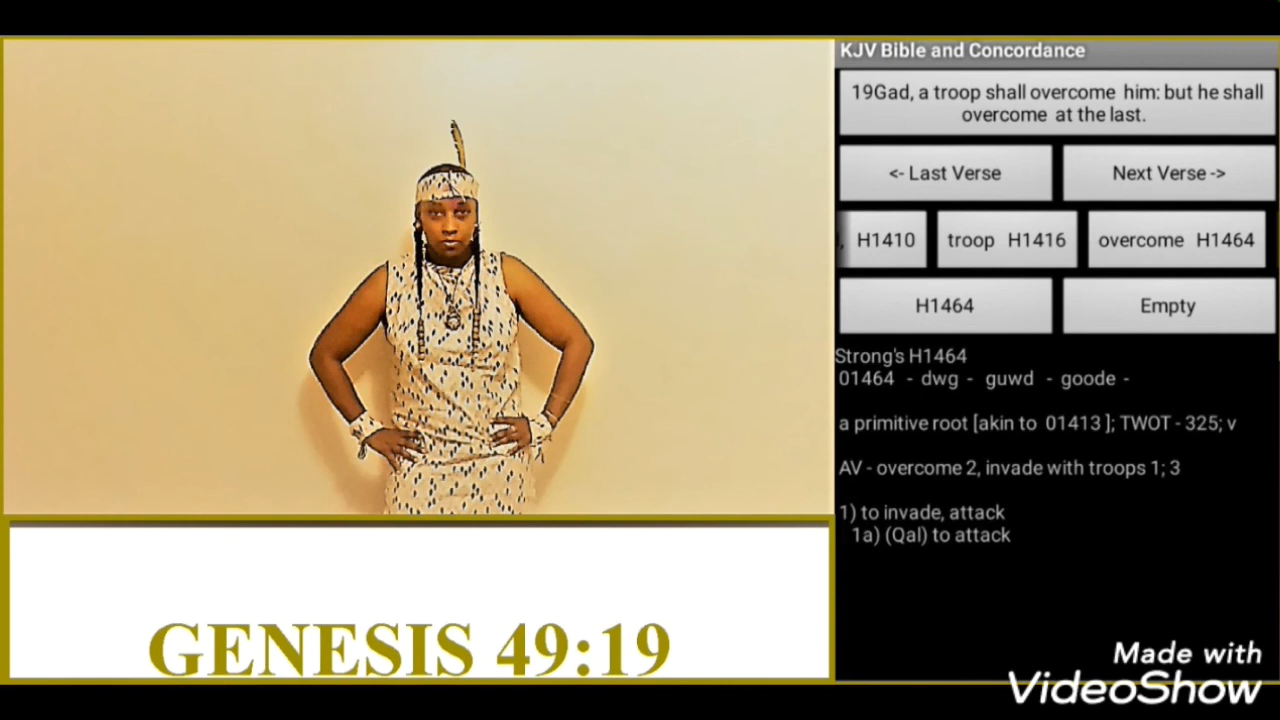 KJV Bible and Concordance
19Gad, a troop shall overcome him: but he shall
overcome at the last.
<- Last Verse
Next Verse ->
, H1410
troop H1416
overcome H1464
H1464
Empty
Strong's H1464
01464 - dwg - guwd - goode -
a primitive root [akin to 01413 ]; TWOT - 325; v
AV - overcome 2, invade with troops 1; 3
1) to invade, attack
1a) (Qal) to attack
GENESIS 49:19
Made with
VideoShow